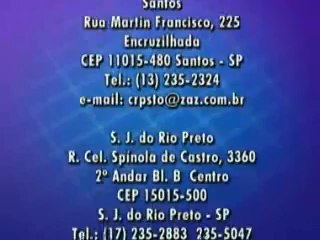 Santos
Rua Martin Francisco, 225
Encruzilhada
CEP 11015-480 Santos - SP
Tel.: (13) 235-2324
e-mail: crpsto@zaz.com.br
S. J. do Rio Preto
R. Cel. Spínola de Castro, 3360
2º Andar Bl. B Centro
CEP 15015-500
S. J. do Rio Preto - SP
Tel.: (17) 235-2883 235-5047